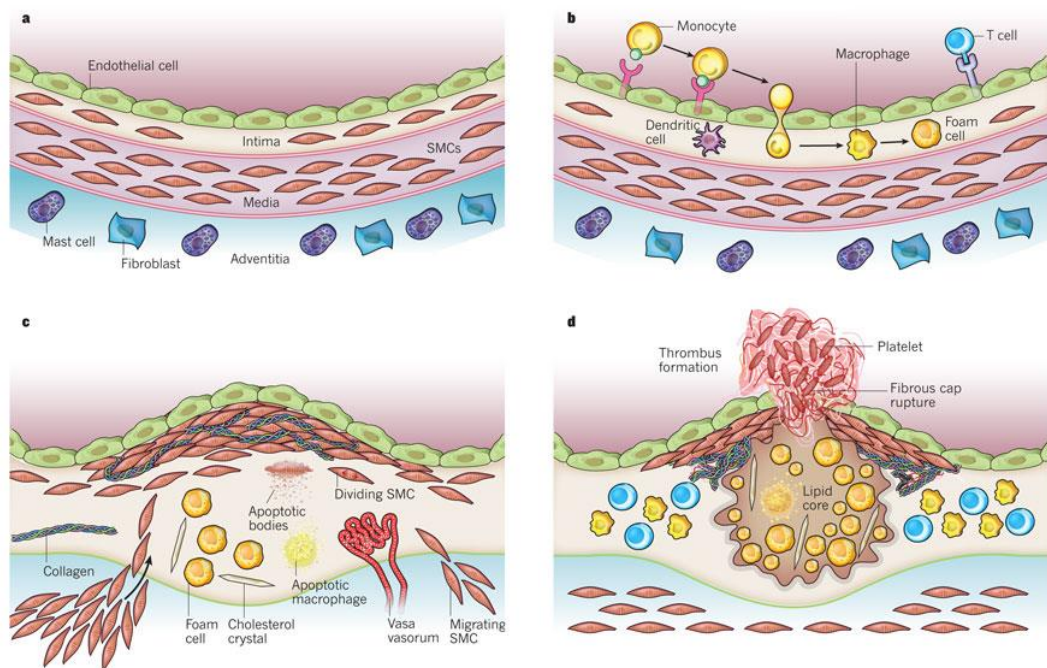 a
Endothelial cell
Intima
SMCs
Media
Mast cell
Fibroblast
Adventitia
b
Monocyte
Macrophage
T cell
Dendritic
cell
Foam
cell
c
Dividing SMC
Apoptotic
bodies
Collagen
Apoptotic
macrophage
Foam
cell
Cholesterol
crystal
Vasa
vasorum
Migrating
SMC
d
Thrombus
formation
Platelet
Fibrous cap
rupture
Lipid
core